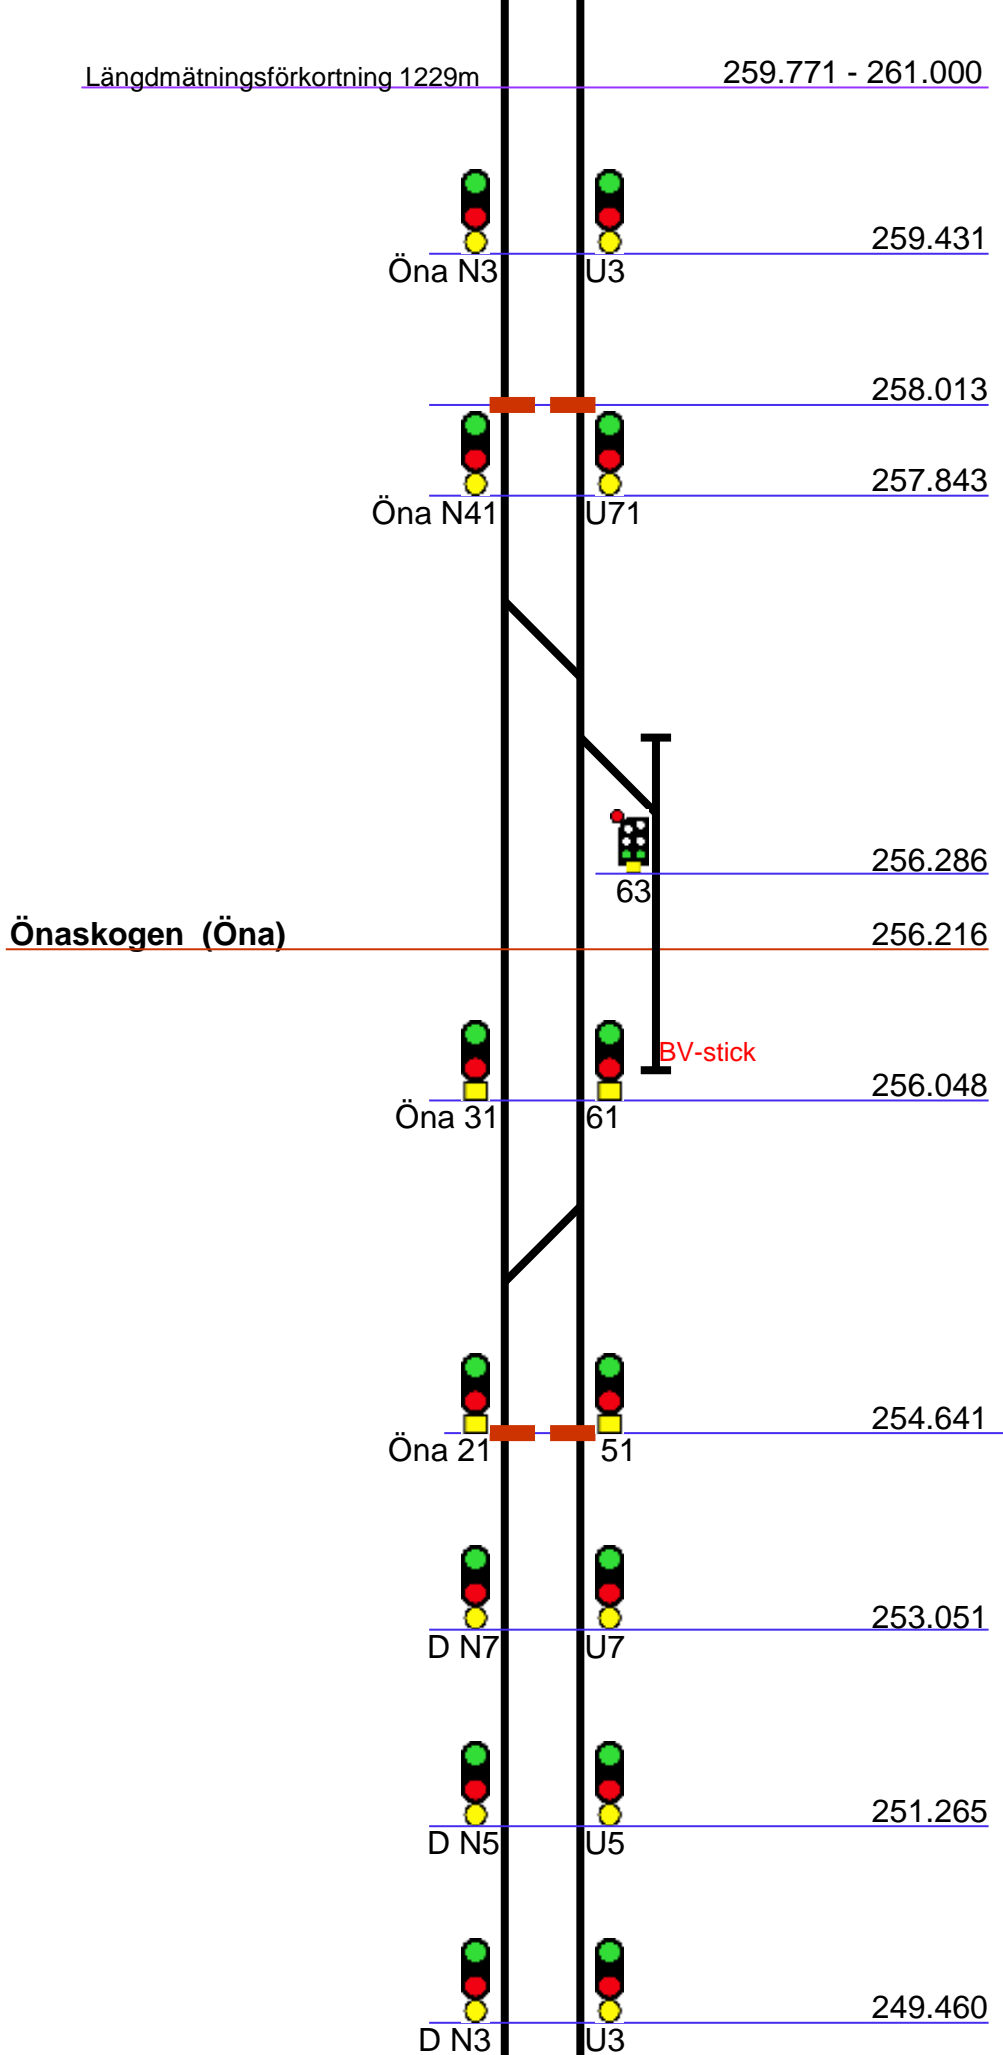 Längdmätningsförkortning 1229m 259.771 - 261.000
259.431
Öna N3 U3
258.013
257.843
Öna N41 U71
256.286
63
Önaskogen (Öna) 256.216
BV-stick
256.048
Öna 31 61
254.641
Öna 21 51
253.051
D N7 U7
251.265
D N5 U5
249.460
D N3 U3